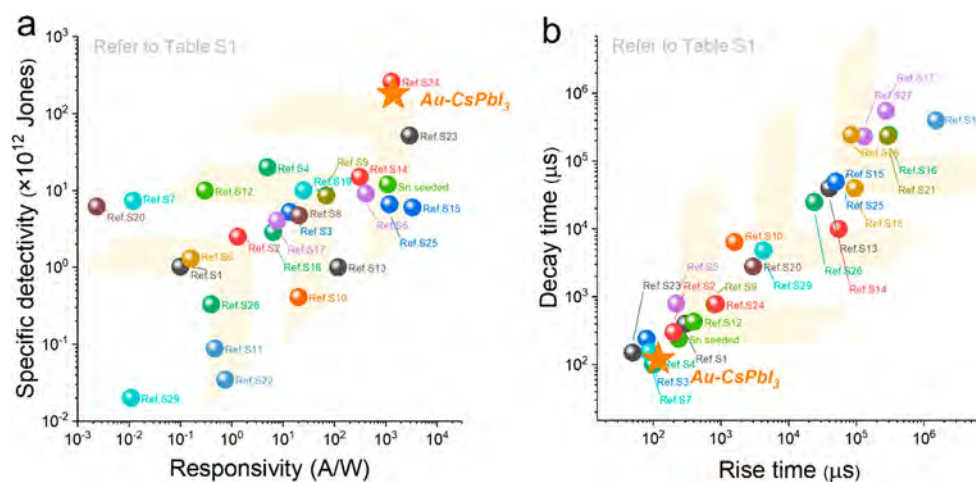 a
Refer to Table S1
Specific detectivity (×10¹² Jones)
10³
10²
10¹
10⁰
10⁻¹
10⁻²
10⁻³
10⁻²
10⁻¹
10⁰
10¹
10²
10³
10⁴
Responsivity (A/W)
Ref.S24
Au-CsPbI₃
Ref.S23
Ref.S4
Ref.S9
Ref.S14
Ref.S7
Ref.S12
Ref.S19
Sn seeded
Ref.S20
Ref.S8
Ref.S15
Ref.S3
Ref.S25
Ref.S2
Ref.S17
Ref.S16
Ref.S1
Ref.S13
Ref.S26
Ref.S10
Ref.S11
Ref.S22
Ref.S29
b
Refer to Table S1
Decay time (μs)
10⁶
10⁵
10⁴
10³
10²
10²
10³
10⁴
10⁵
10⁶
Rise time (μs)
Ref.S17
Ref.S27
Ref.S1
Ref.S26
Ref.S16
Ref.S15
Ref.S21
Ref.S25
Ref.S10
Ref.S13
Ref.S20
Ref.S29
Ref.S26
Ref.S14
Ref.S5
Ref.S23
Ref.S2
Ref.S9
Ref.S24
Ref.S12
Sn seeded
Ref.S1
Ref.S4
Au-CsPbI₃
Ref.S3
Ref.S7